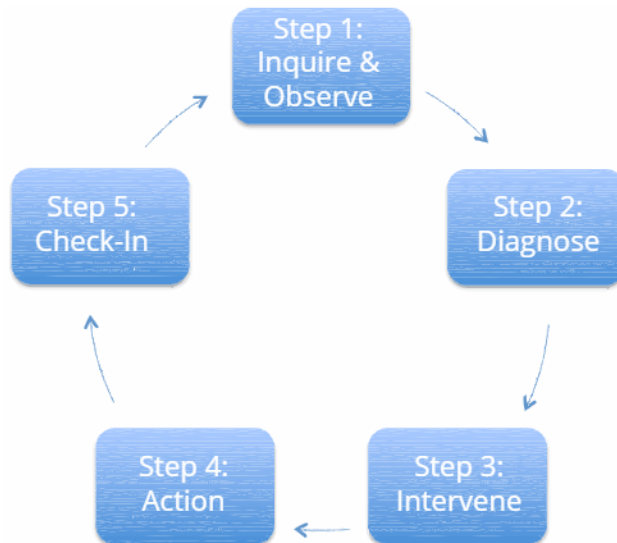 Step 1:
Inquire &
Observe
Step 2:
Diagnose
Step 3:
Intervene
Step 4:
Action
Step 5:
Check-In